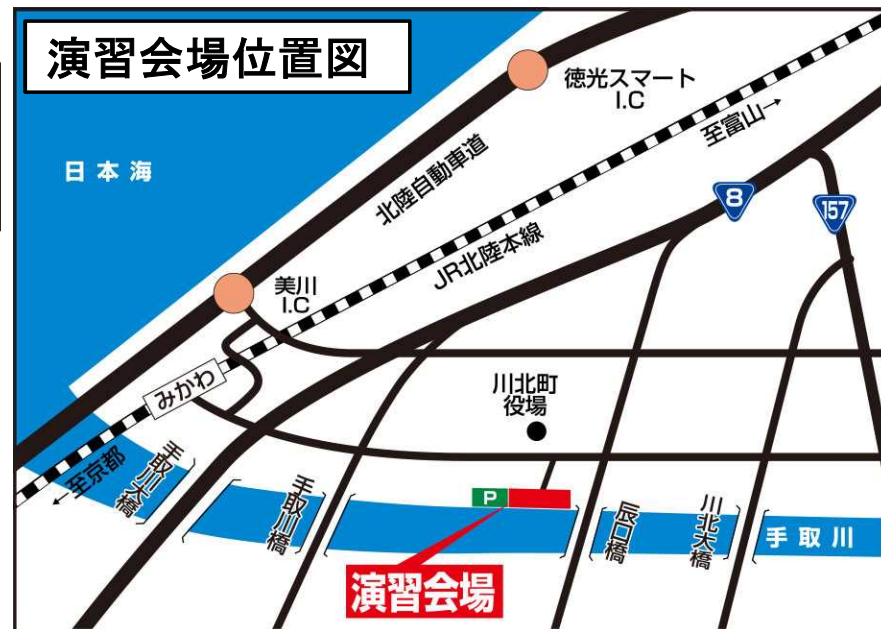 演習会場位置図
徳光スマート
I.C
至富山→
日本海
北陸自動車道
8
157
JR北陸本線
美川
I.C
みかわ
川北町
役場
←至京都
手取川大橋
手取川橋
P
辰口橋
川北大橋
手取川
演習会場